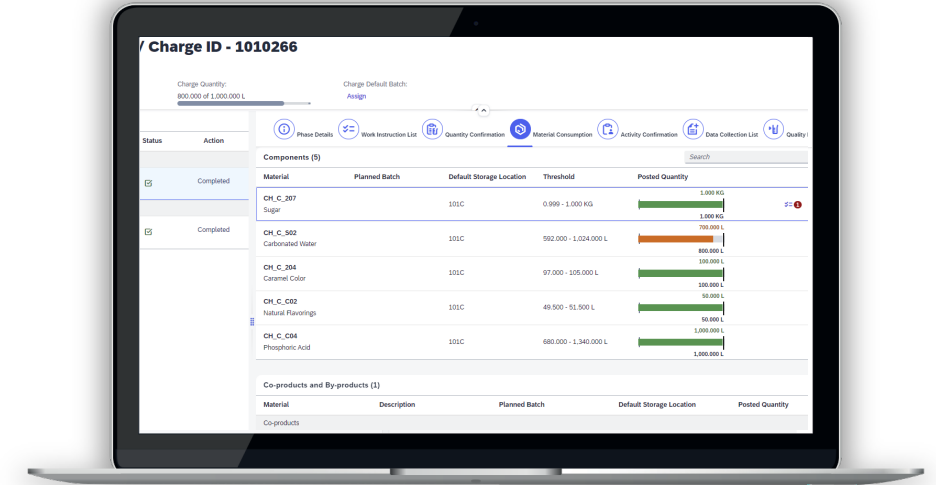 / Charge ID - 1010266
Charge Quantity:
Charge Default Batch:
800.000 of 1,000.000 L
Assign
Phase Details
Work Instruction List
Quantity Confirmation
Material Consumption
Activity Confirmation
Data Collection List
Quality
Status
Action
Completed
Completed
Components (5)
Search
Material
Planned Batch
Default Storage Location
Threshold
Posted Quantity
CH_C_207
Sugar
101C
0.999 - 1.000 KG
1.000 KG
1.000 KG
1
CH_C_S02
Carbonated Water
101C
592.000 - 1,024.000 L
700.000 L
800.000 L
CH_C_204
Caramel Color
101C
97.000 - 105.000 L
100.000 L
100.000 L
CH_C_C02
Natural Flavorings
101C
49.500 - 51.500 L
50.000 L
50.000 L
CH_C_C04
Phosphoric Acid
101C
680.000 - 1,340.000 L
1,000.000 L
1,000.000 L
Co-products and By-products (1)
Material
Description
Planned Batch
Default Storage Location
Posted Quantity
Co-products